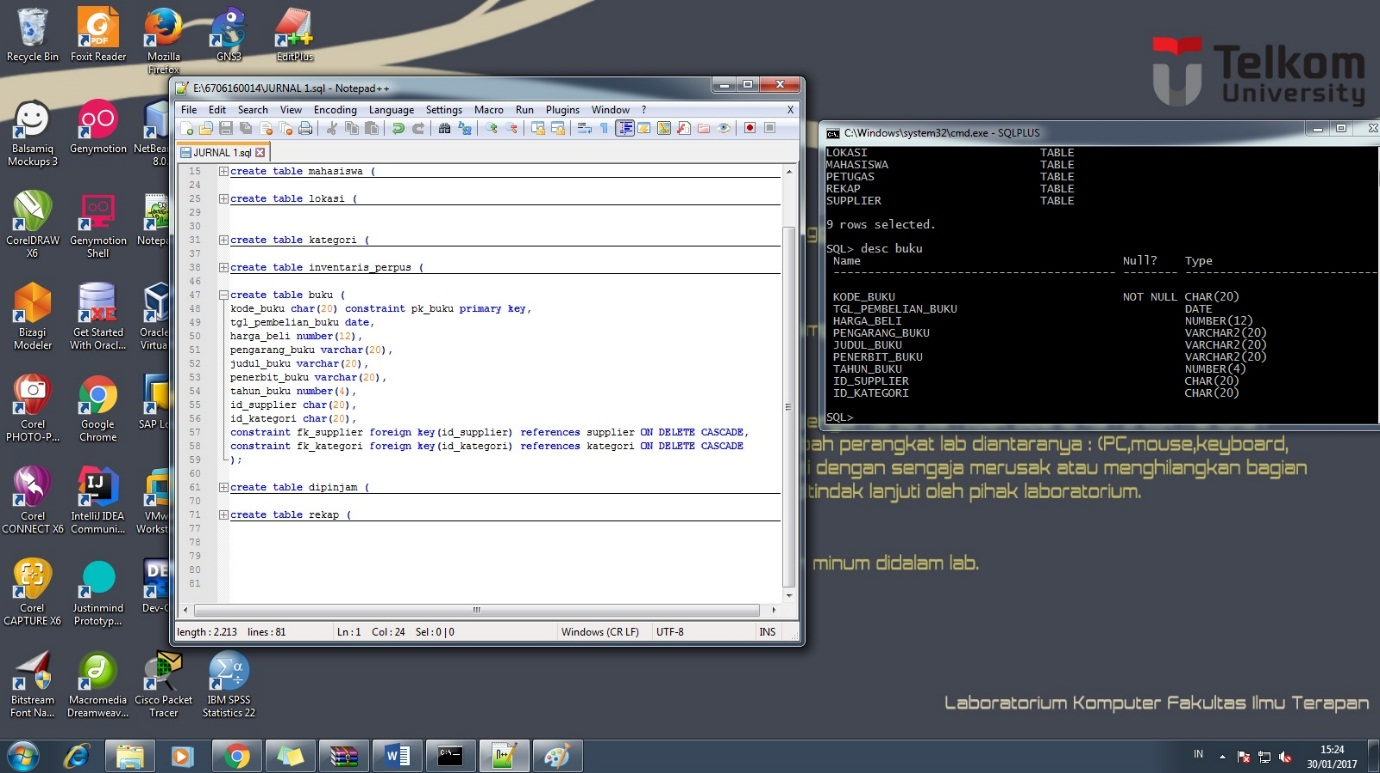 Recycle Bin
Foxit Reader
Mozilla
Firefox
GNS3
EditPlus
Balsamiq
Mockups 3
Genymotion
NetBea
8.0
CorelDRAW
X6
Genymotion
Shell
Notep
Bizagi
Modeler
Get Started
With Oracl...
Oracle
Virtua
Corel
PHOTO-P...
Google
Chrome
SAP Lo
Corel
CONNECT X6
IntelliJ IDEA
Communi...
VMw
Workst
Corel
CAPTURE X6
Justinmind
Prototyp...
Dev-C
Bitstream
Font Na...
Macromedia
Dreamweav...
Cisco Packet
Tracer
IBM SPSS
Statistics 22
E:\6706160014\JURNAL 1.sql - Notepad++
File Edit Search View Encoding Language Settings Macro Run Plugins Window ? X
JURNAL 1.sql
15 create table mahasiswa (
24
25 create table lokasi (
29
30
31 create table kategori (
37
38 create table inventaris_perpus (
46
47 create table buku (
48 kode_buku char(20) constraint pk_buku primary key,
49 tgl_pembelian_buku date,
50 harga_beli number(12),
51 pengarang_buku varchar(20),
52 judul_buku varchar(20),
53 penerbit_buku varchar(20),
54 tahun_buku number(4),
55 id_supplier char(20),
56 id_kategori char(20),
57 constraint fk_supplier foreign key(id_supplier) references supplier ON DELETE CASCADE,
58 constraint fk_kategori foreign key(id_kategori) references kategori ON DELETE CASCADE
59 );
60
61 create table dipinjam (
70
71 create table rekap (
77
78
79
80
81
length : 2.213 lines : 81 Ln : 1 Col : 24 Sel : 0 | 0 Windows (CR LF) UTF-8 INS
Telkom
University
C:\Windows\system32\cmd.exe - SQLPLUS
LOKASI TABLE
MAHASISWA TABLE
PETUGAS TABLE
REKAP TABLE
SUPPLIER TABLE
9 rows selected.
SQL> desc buku
Name Null? Type
----------------------------------------- -------- ----------------------------
KODE_BUKU NOT NULL CHAR(20)
TGL_PEMBELIAN_BUKU DATE
HARGA_BELI NUMBER(12)
PENGARANG_BUKU VARCHAR2(20)
JUDUL_BUKU VARCHAR2(20)
PENERBIT_BUKU VARCHAR2(20)
TAHUN_BUKU NUMBER(4)
ID_SUPPLIER CHAR(20)
ID_KATEGORI CHAR(20)
SQL>
ah perangkat lab diantaranya : (PC,mouse,keyboard,
i dengan sengaja merusak atau menghilangkan bagian
tindak lanjuti oleh pihak laboratorium.
minum didalam lab.
Laboratorium Komputer Fakultas Ilmu Terapan
IN
15:24
30/01/2017